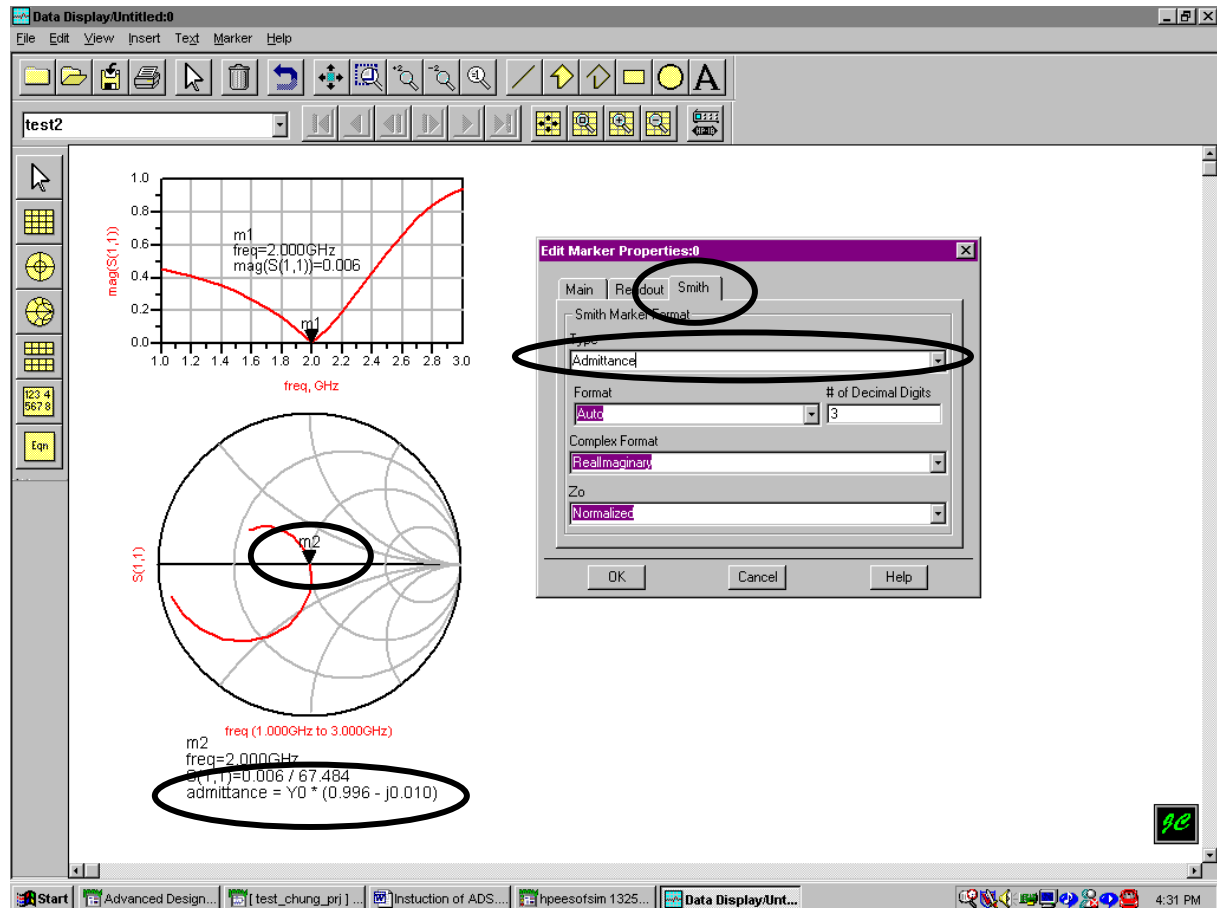 Data Display/Untitled:0
File Edit View Insert Text Marker Help
A
test2
HP-IB
123 4
567 8
Eqn
mag(S(1,1))
1.0
0.8
0.6
0.4
0.2
0.0
m1
freq=2.000GHz
mag(S(1,1))=0.006
m1
1.0 1.2 1.4 1.6 1.8 2.0 2.2 2.4 2.6 2.8 3.0
freq, GHz
m2
S(1,1)
freq (1.000GHz to 3.000GHz)
m2
freq=2.000GHz
S(1,1)=0.006 / 67.484
admittance = Y0 * (0.996 - j0.010)
Edit Marker Properties:0
Main Readout Smith
Smith Marker Format
Type
Admittance
Format # of Decimal Digits
Auto 3
Complex Format
RealImaginary
Zo
Normalized
OK Cancel Help
Start Advanced Design... [ test_chung_prj ] ... Instuction of ADS.... hpeesofsim 1325... Data Display/Unt... 4:31 PM